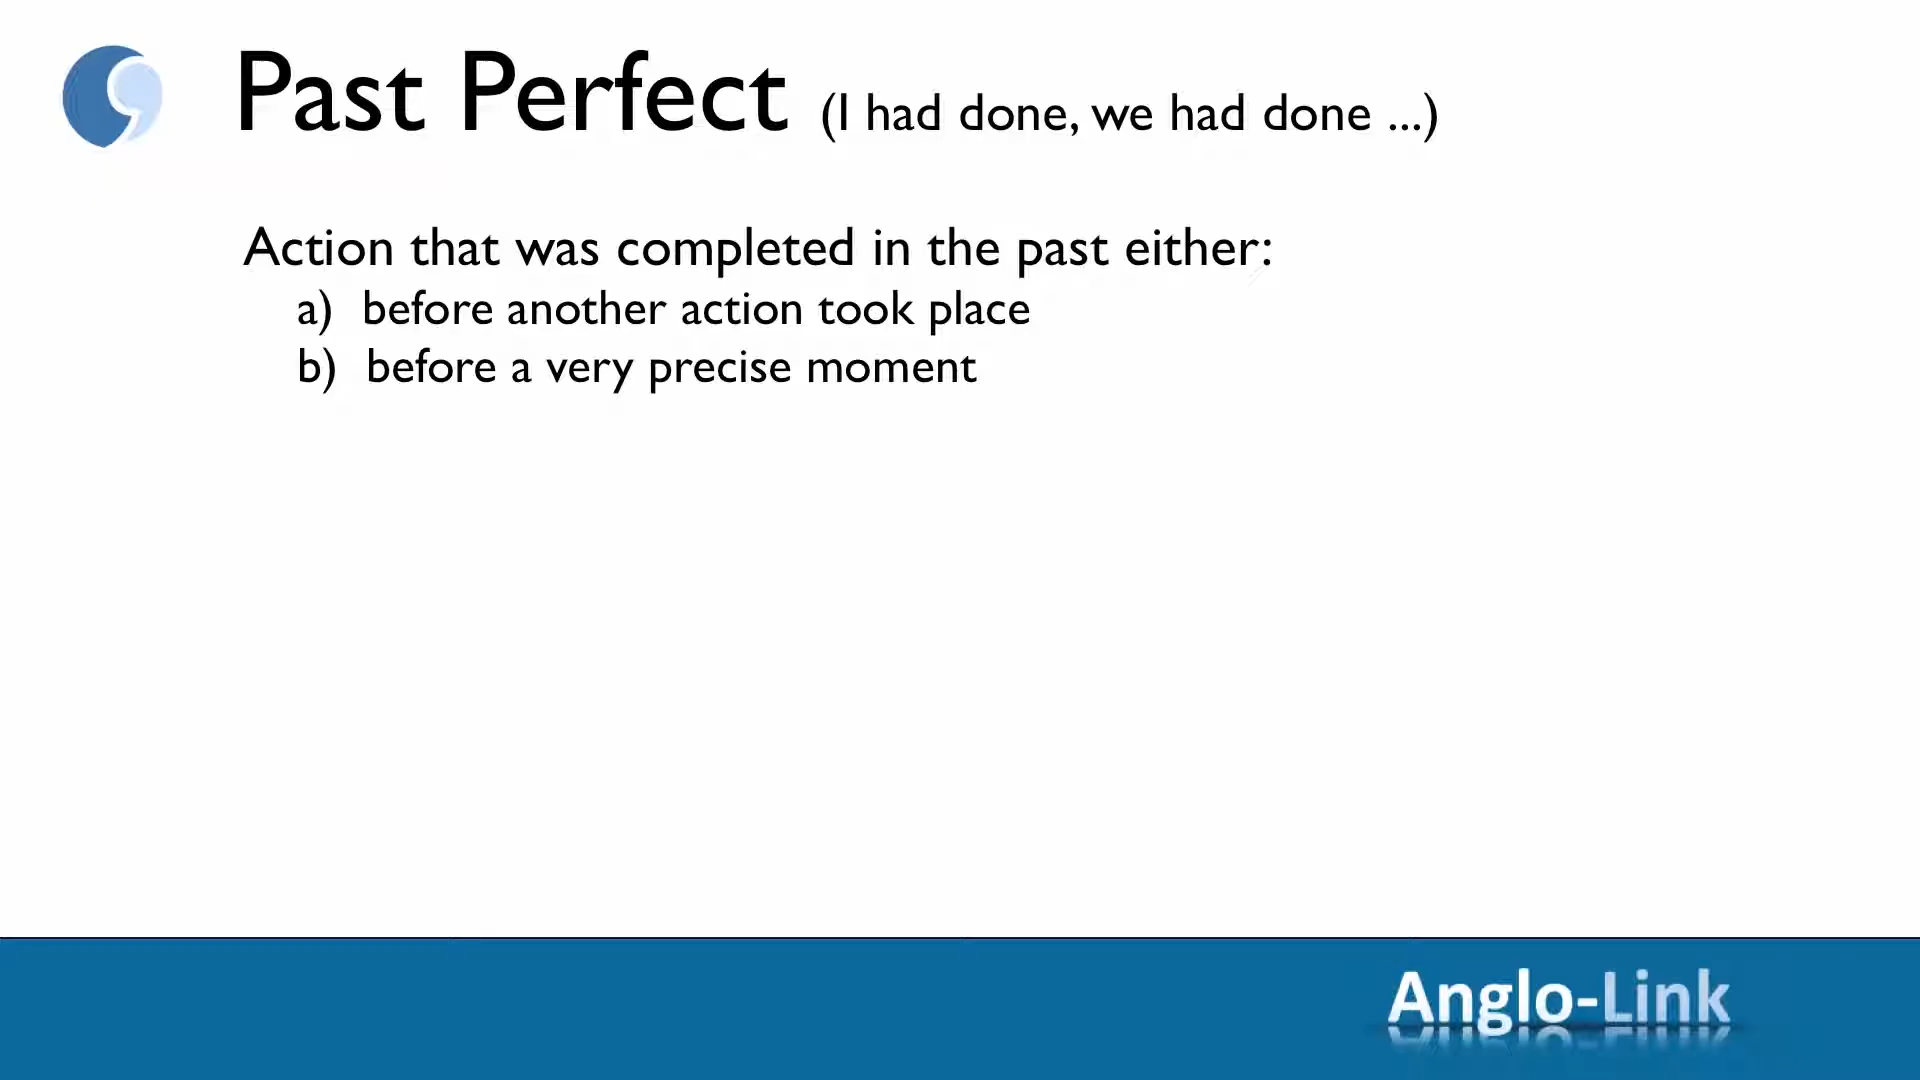 Past Perfect (I had done, we had done ...)
Action that was completed in the past either:
a) before another action took place
b) before a very precise moment
Anglo-Link